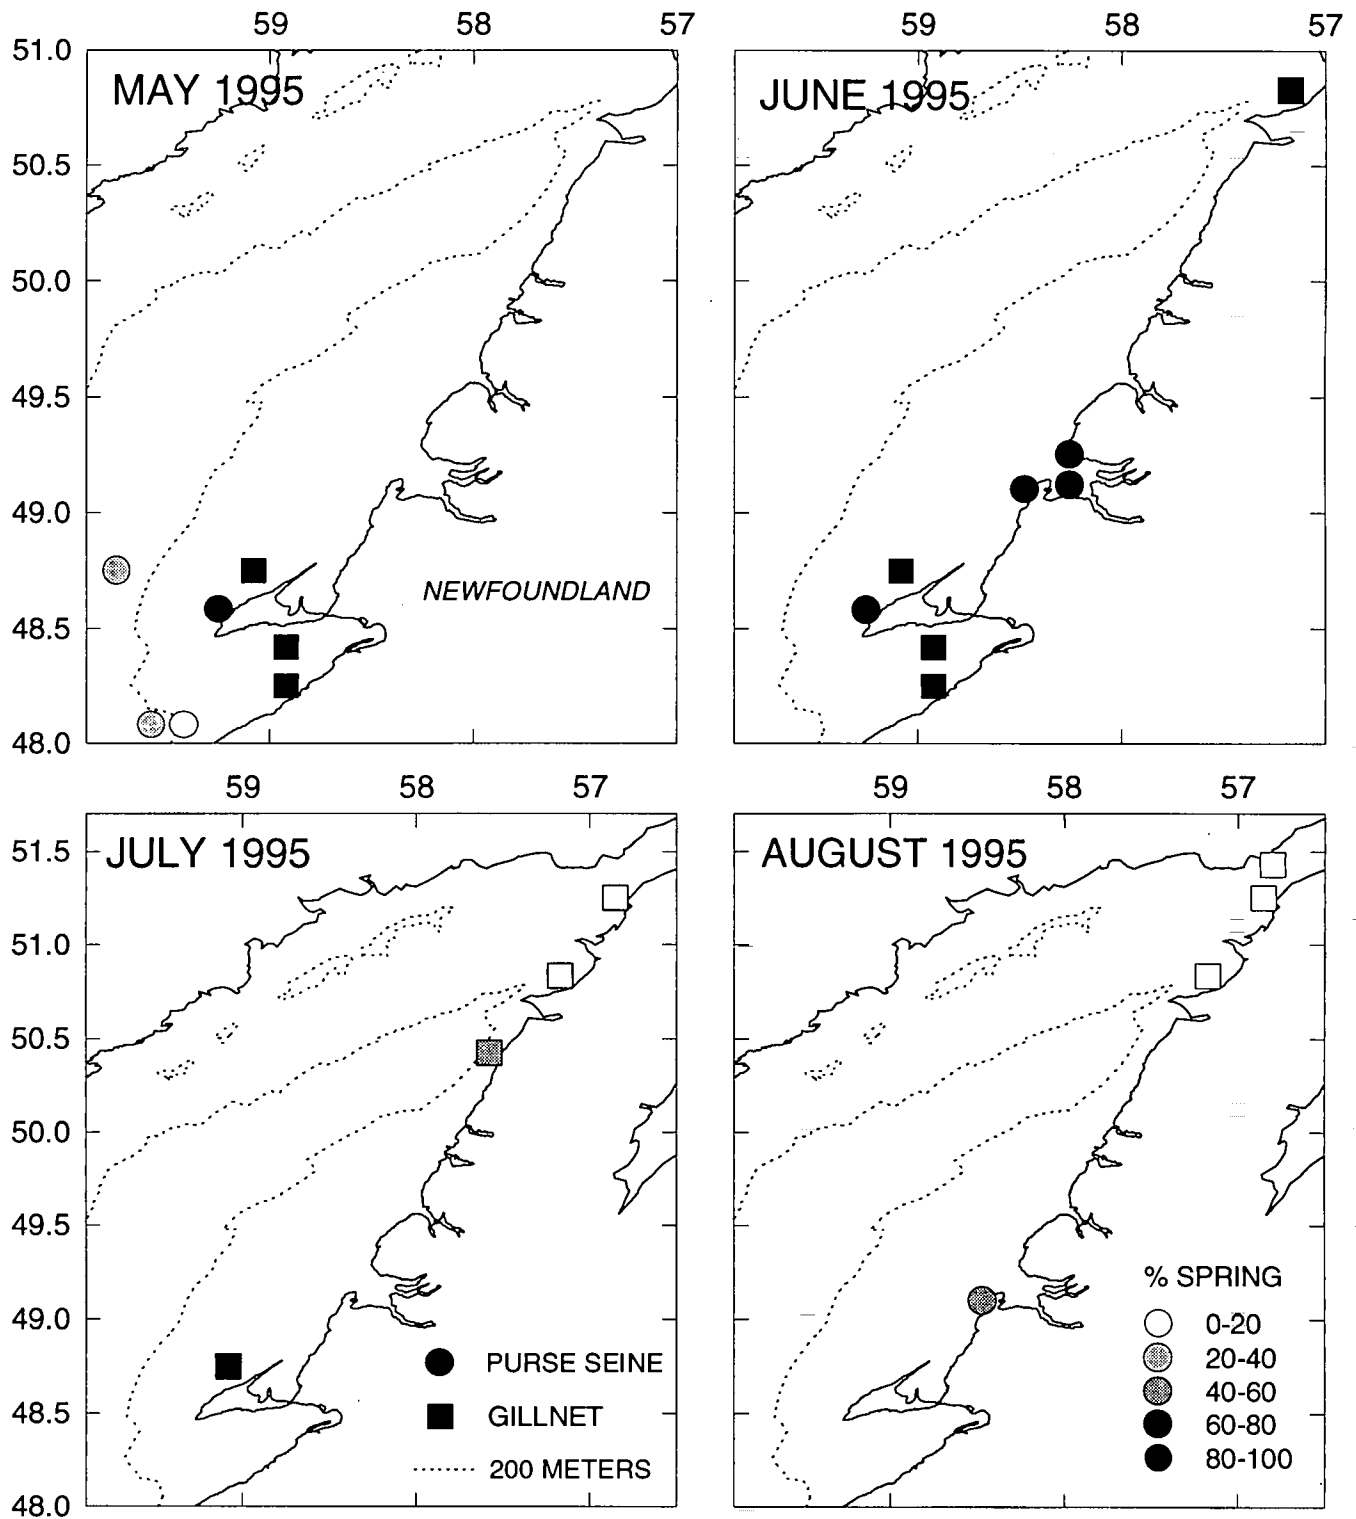 59 58 57
59 58 57
51.0
MAY 1995
JUNE 1995
50.5
50.0
49.5
49.0
NEWFOUNDLAND
48.5
48.0
59 58 57
59 58 57
JULY 1995
AUGUST 1995
51.5
51.0
50.5
50.0
49.5
49.0
48.5
48.0
PURSE SEINE
GILLNET
200 METERS
% SPRING
0-20
20-40
40-60
60-80
80-100